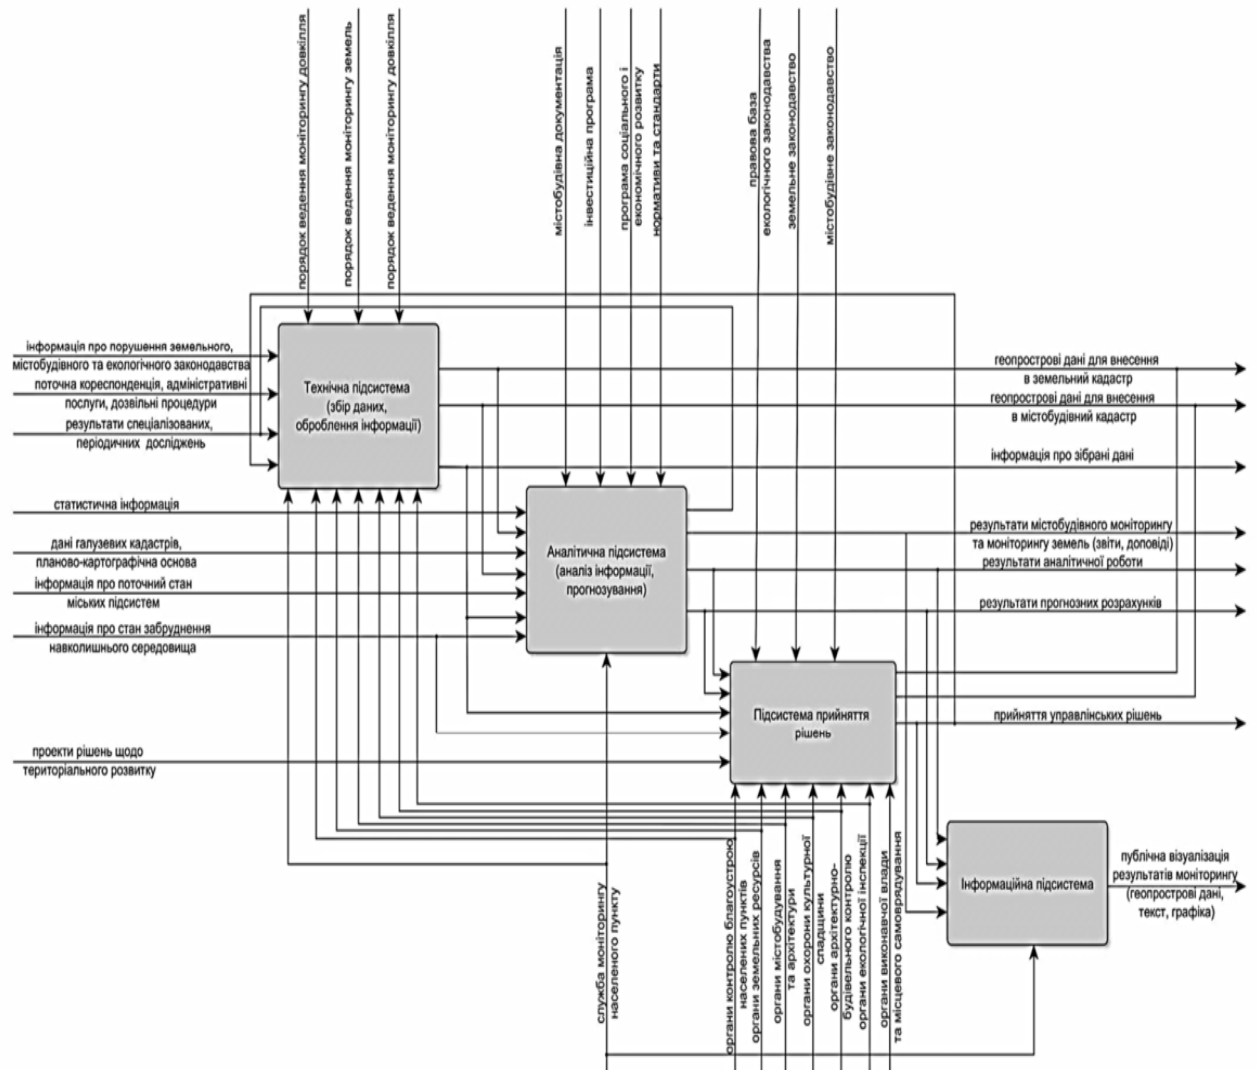 порядок ведення моніторингу довкілля
порядок ведення моніторингу земель
порядок ведення моніторингу довкілля
містобудівна документація
інвестиційна програма
програма соціального і
економічного розвитку
нормативи та стандарти
правова база
екологічного законодавства
земельне законодавство
містобудівне законодавство
інформація про порушення земельного,
містобудівного та екологічного законодавства
поточна кореспонденція, адміністративні
послуги, дозвільні процедури
результати спеціалізованих,
періодичних досліджень
Технічна підсистема
(збір даних,
оброблення інформації)
геопрострові дані для внесення
в земельний кадастр
геопрострові дані для внесення
в містобудівний кадастр
інформація про зібрані дані
статистична інформація
дані галузевих кадастрів,
планово-картографічна основа
інформація про поточний стан
міських підсистем
інформація про стан забруднення
навколишнього середовища
Аналітична підсистема
(аналіз інформації,
прогнозування)
результати містобудівного моніторингу
та моніторингу земель (звіти, доповіді)
результати аналітичної роботи
результати прогнозних розрахунків
Підсистема прийняття
рішень
прийняття управлінських рішень
проекти рішень щодо
територіального розвитку
служба моніторингу
населеного пункту
органи контролю благоустрою
населених пунктів
органи земельних ресурсів
органи містобудування
та архітектури
органи охорони культурної
спадщини
органи архітектурно-
будівельного контролю
органи екологічної інспекції
органи виконавчої влади
та місцевого самоврядування
Інформаційна підсистема
публічна візуалізація
результатів моніторингу
(геопрострові дані,
текст, графіка)